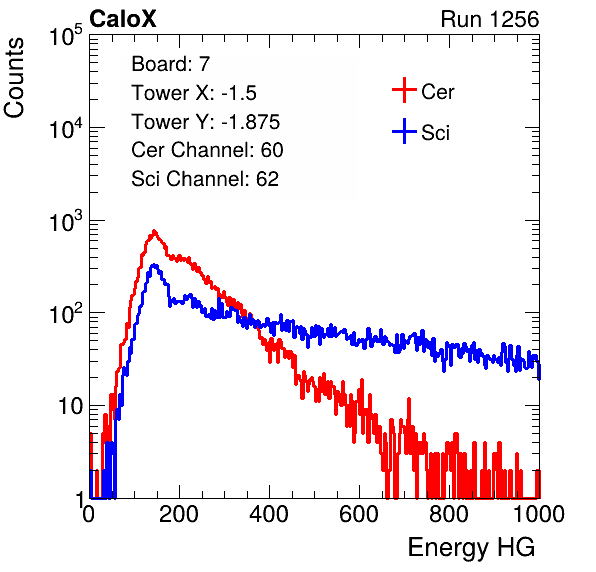 CaloX Run 1256
Counts
Board: 7
Tower X: -1.5
Tower Y: -1.875
Cer Channel: 60
Sci Channel: 62
Cer
Sci
10^5
10^4
10^3
10^2
10
1
0 200 400 600 800 1000
Energy HG